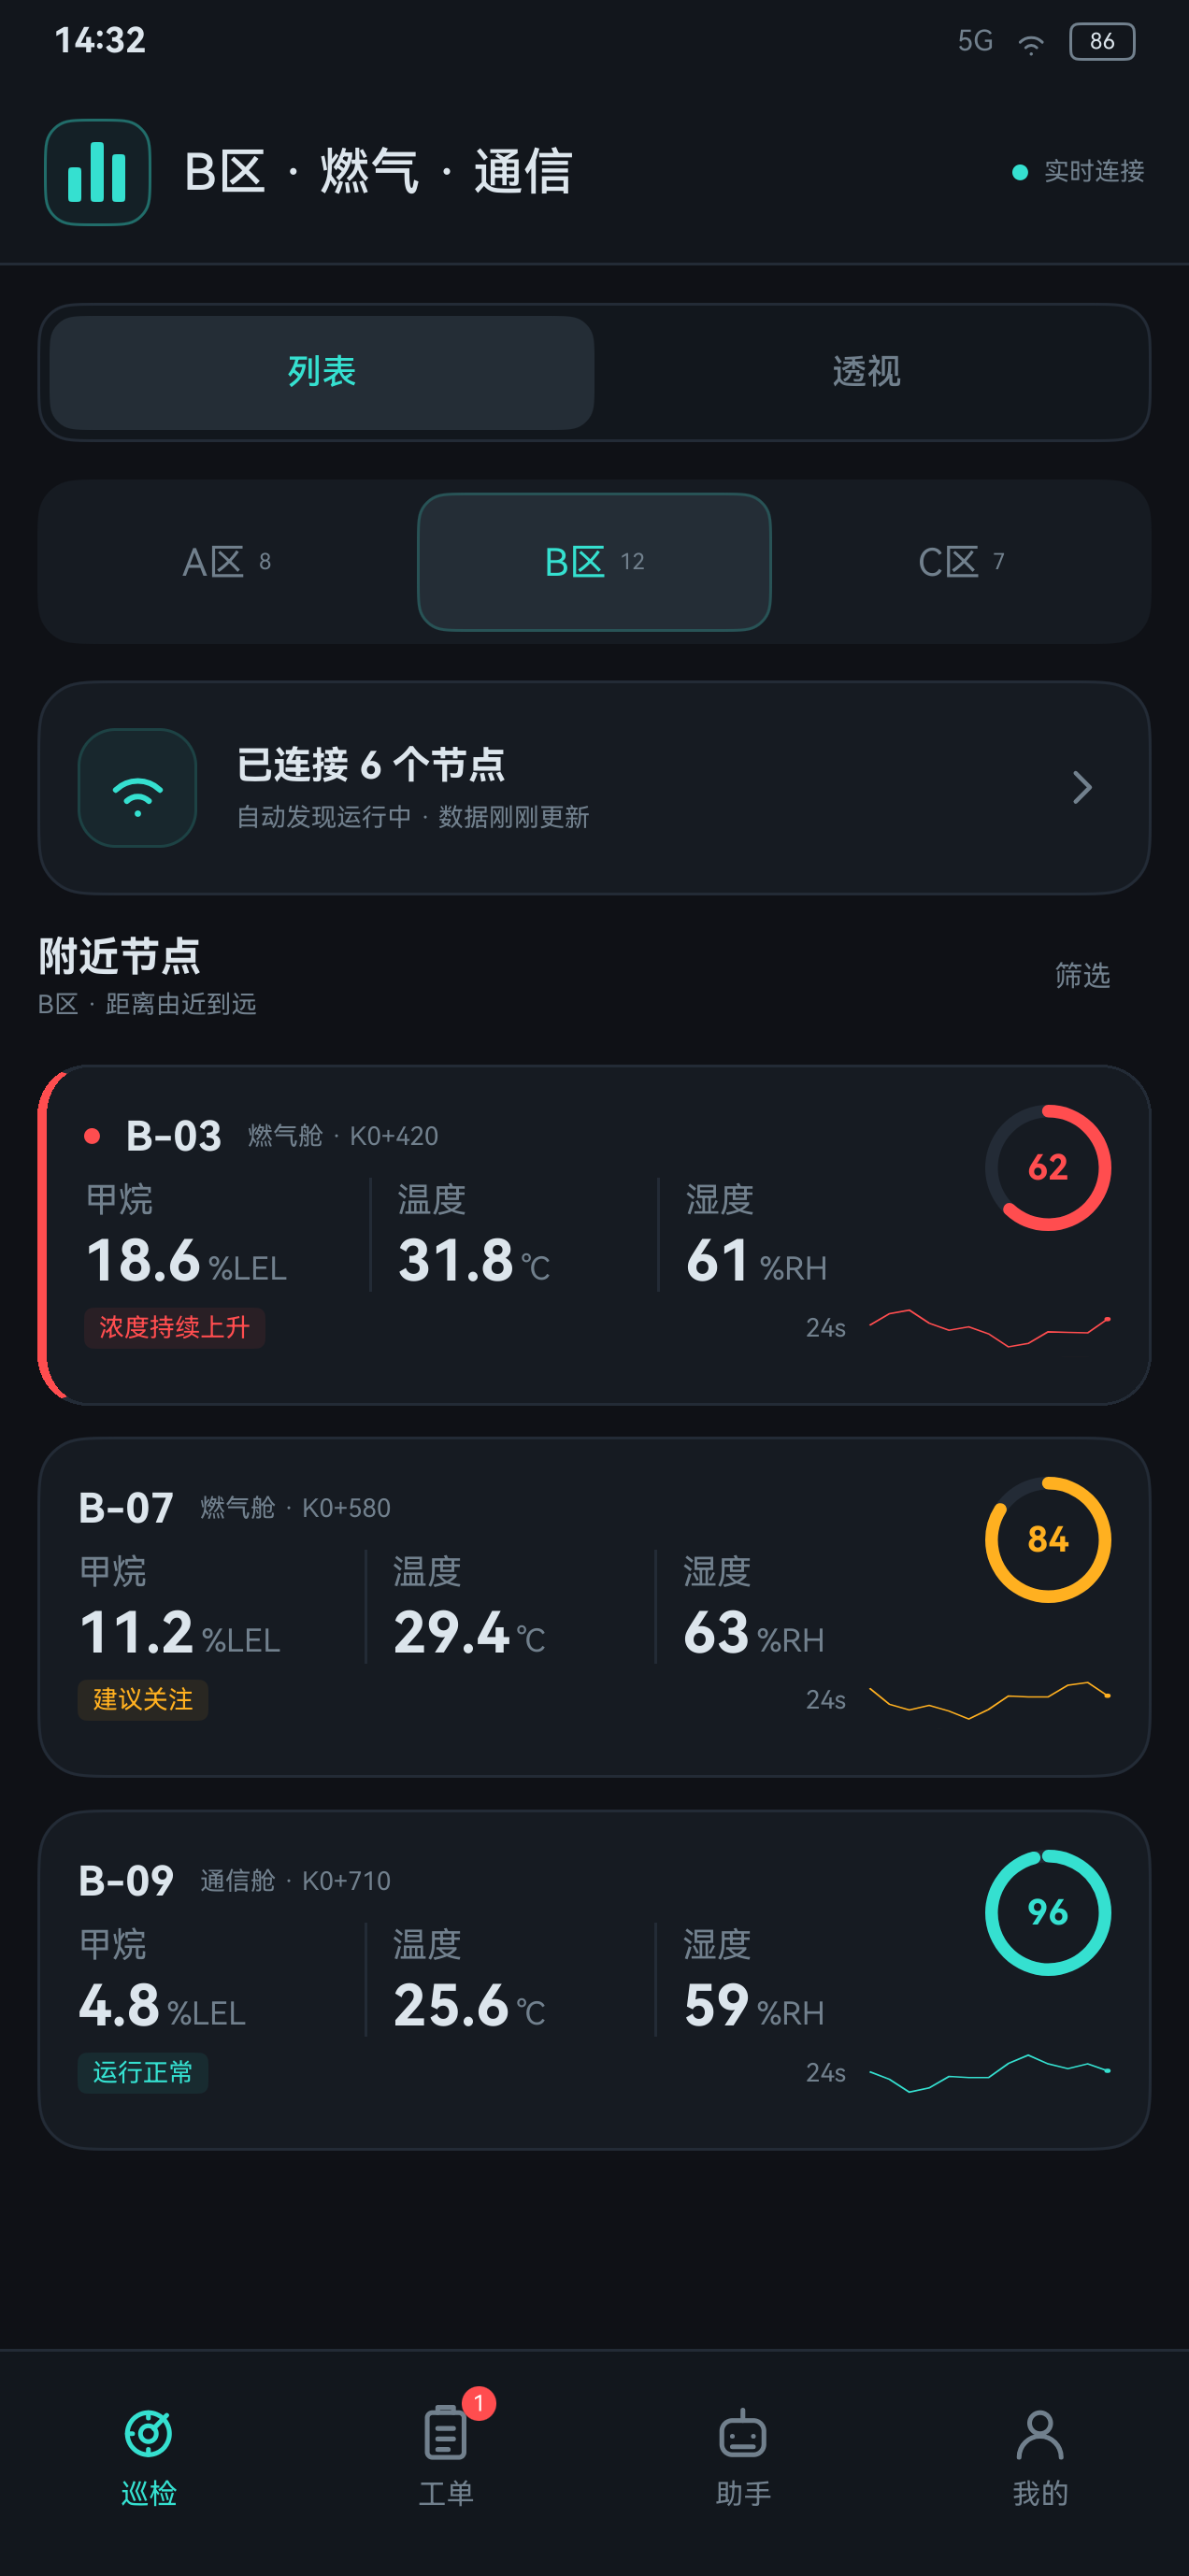 14:32 5G 86
B区 · 燃气 · 通信 实时连接
列表 透视
A区 8 B区 12 C区 7
已连接 6 个节点
自动发现运行中 · 数据刚刚更新
附近节点
筛选
B区 · 距离由近到远
B-03 燃气舱 · K0+420
62
甲烷 温度 湿度
18.6 %LEL 31.8 ℃ 61 %RH
浓度持续上升 24s
B-07 燃气舱 · K0+580
84
甲烷 温度 湿度
11.2 %LEL 29.4 ℃ 63 %RH
建议关注 24s
B-09 通信舱 · K0+710
96
甲烷 温度 湿度
4.8 %LEL 25.6 ℃ 59 %RH
运行正常 24s
1
巡检 工单 助手 我的